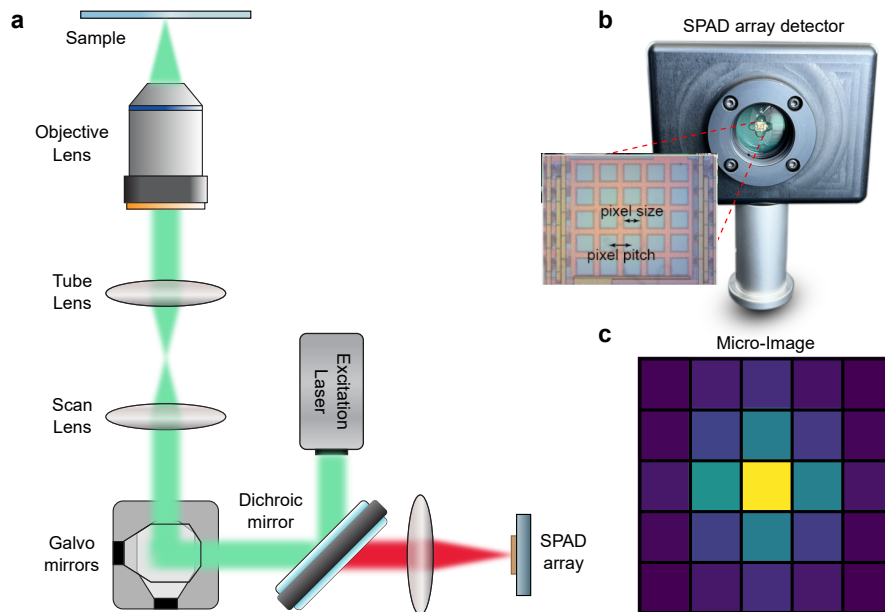 a
Sample
Objective
Lens
Tube
Lens
Scan
Lens
Galvo
mirrors
Excitation
Laser
Dichroic
mirror
SPAD
array
b
SPAD array detector
pixel size
pixel pitch
c
Micro-Image